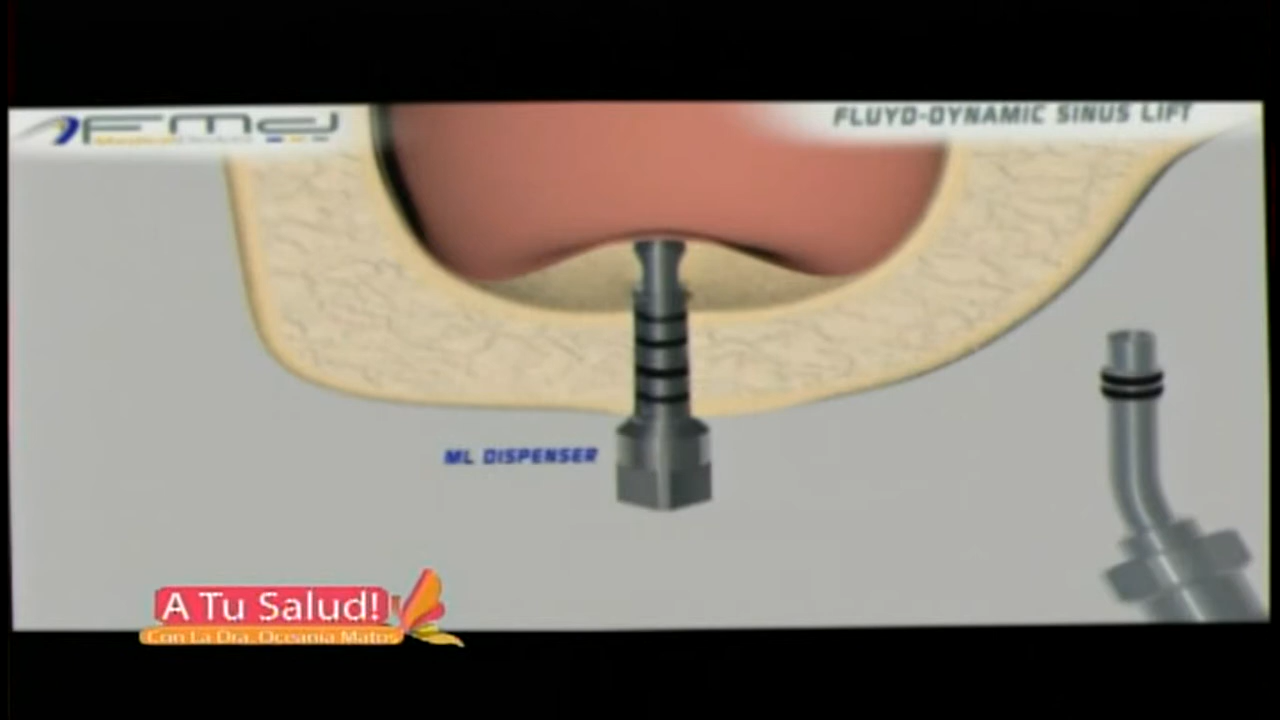 FMD
FLUYD-DYNAMIC SINUS LIFT
ML DISPENSER
A Tu Salud!
Con La Dra. Oceania Matos